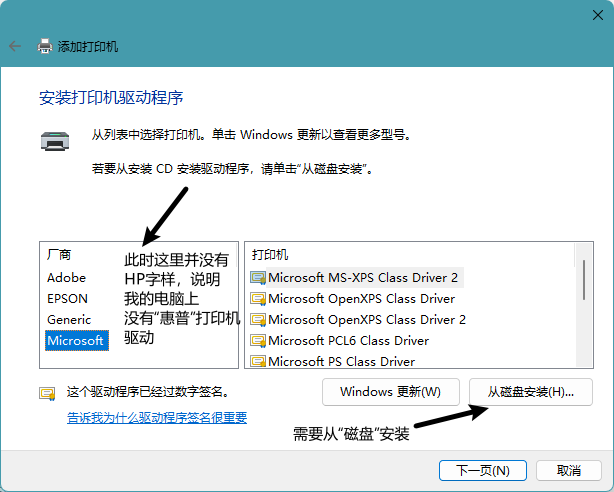 添加打印机
安装打印机驱动程序
从列表中选择打印机。单击 Windows 更新以查看更多型号。
若要从安装 CD 安装驱动程序，请单击“从磁盘安装”。
厂商
Adobe
EPSON
Generic
Microsoft
此时这里并没有
HP字样，说明
我的电脑上
没有“惠普”打印机
驱动
打印机
Microsoft MS-XPS Class Driver 2
Microsoft OpenXPS Class Driver
Microsoft OpenXPS Class Driver 2
Microsoft PCL6 Class Driver
Microsoft PS Class Driver
这个驱动程序已经过数字签名。
告诉我为什么驱动程序签名很重要
Windows 更新(W)
从磁盘安装(H)...
需要从“磁盘”安装
下一页(N)
取消